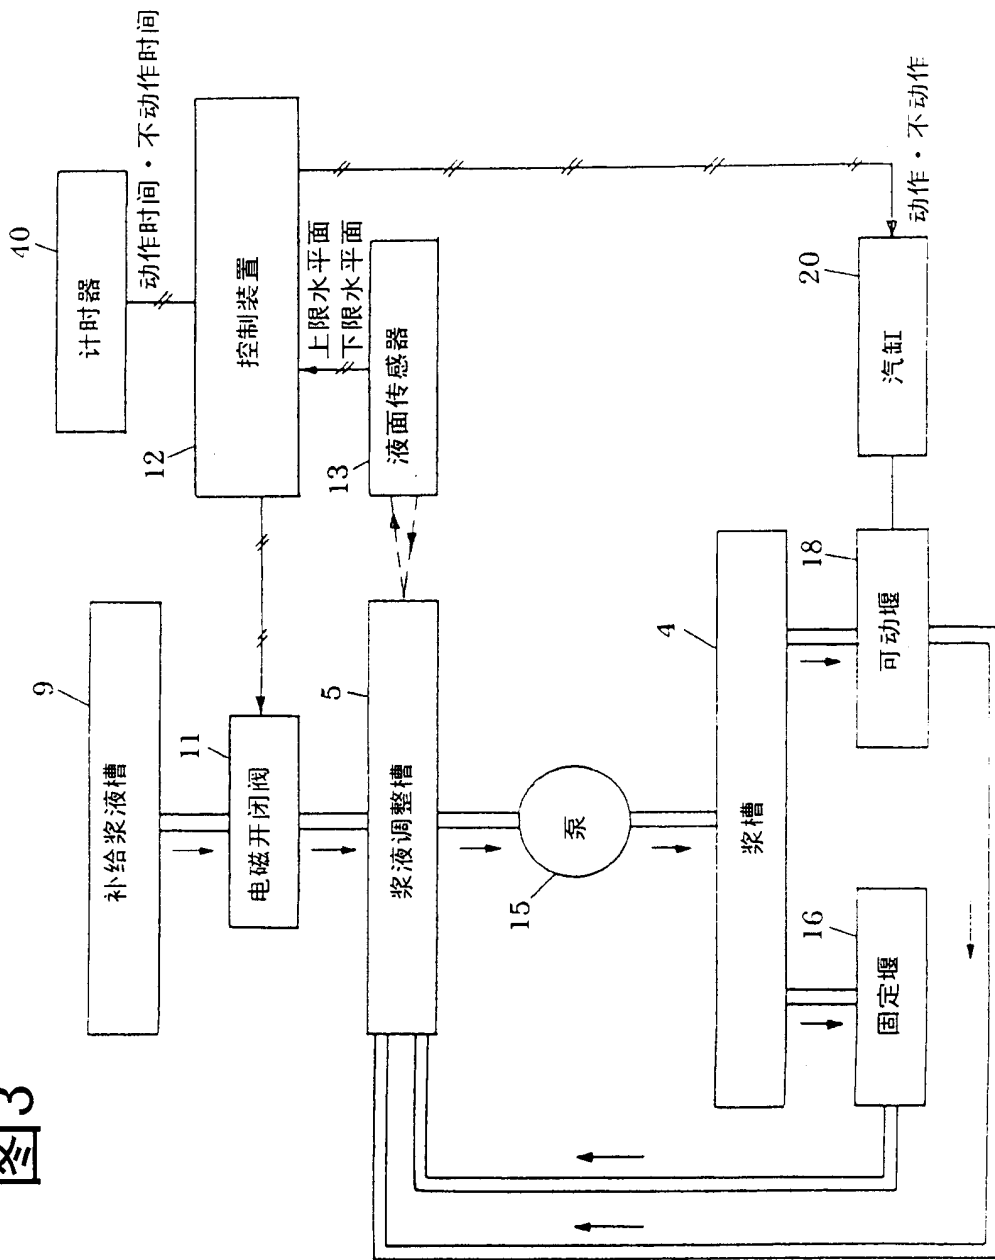 图3
40
计时器
动作时间·不动作时间
12
控制装置
上限水平面
下限水平面
13
液面传感器
9
补给浆液槽
11
电磁开闭阀
5
浆液调整槽
15
泵
4
浆槽
16
固定堰
18
可动堰
20
汽缸
动作·不动作